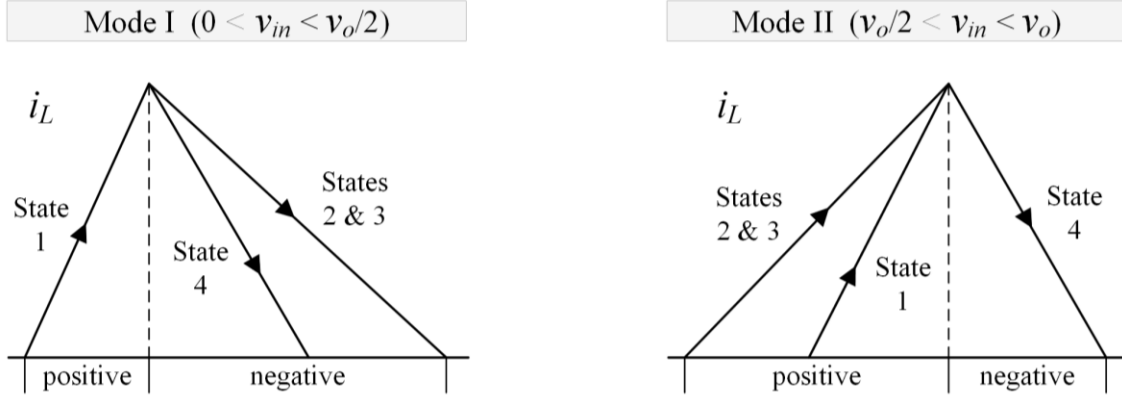 Mode I (0 < v_in < v_o/2)
i_L
State
1
State
4
States
2 & 3
positive
negative
Mode II (v_o/2 < v_in < v_o)
i_L
States
2 & 3
State
1
State
4
positive
negative